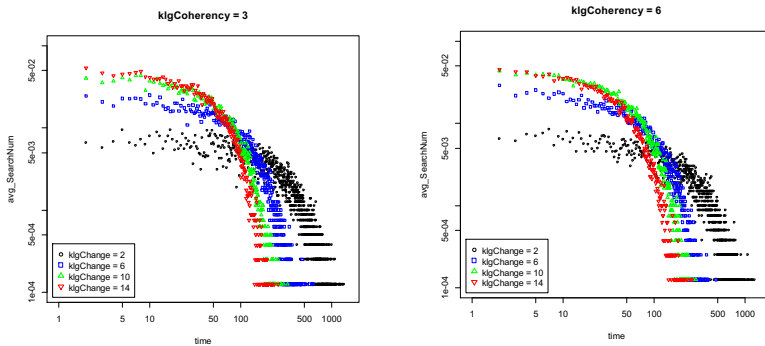 klgCoherency = 3
avg_SearchNum
5e-02
5e-03
5e-04
1e-04
klgChange = 2
klgChange = 6
klgChange = 10
klgChange = 14
1 5 10 50 100 500 1000
time
klgCoherency = 6
avg_SearchNum
5e-02
5e-03
5e-04
1e-04
klgChange = 2
klgChange = 6
klgChange = 10
klgChange = 14
1 5 10 50 100 500 1000
time